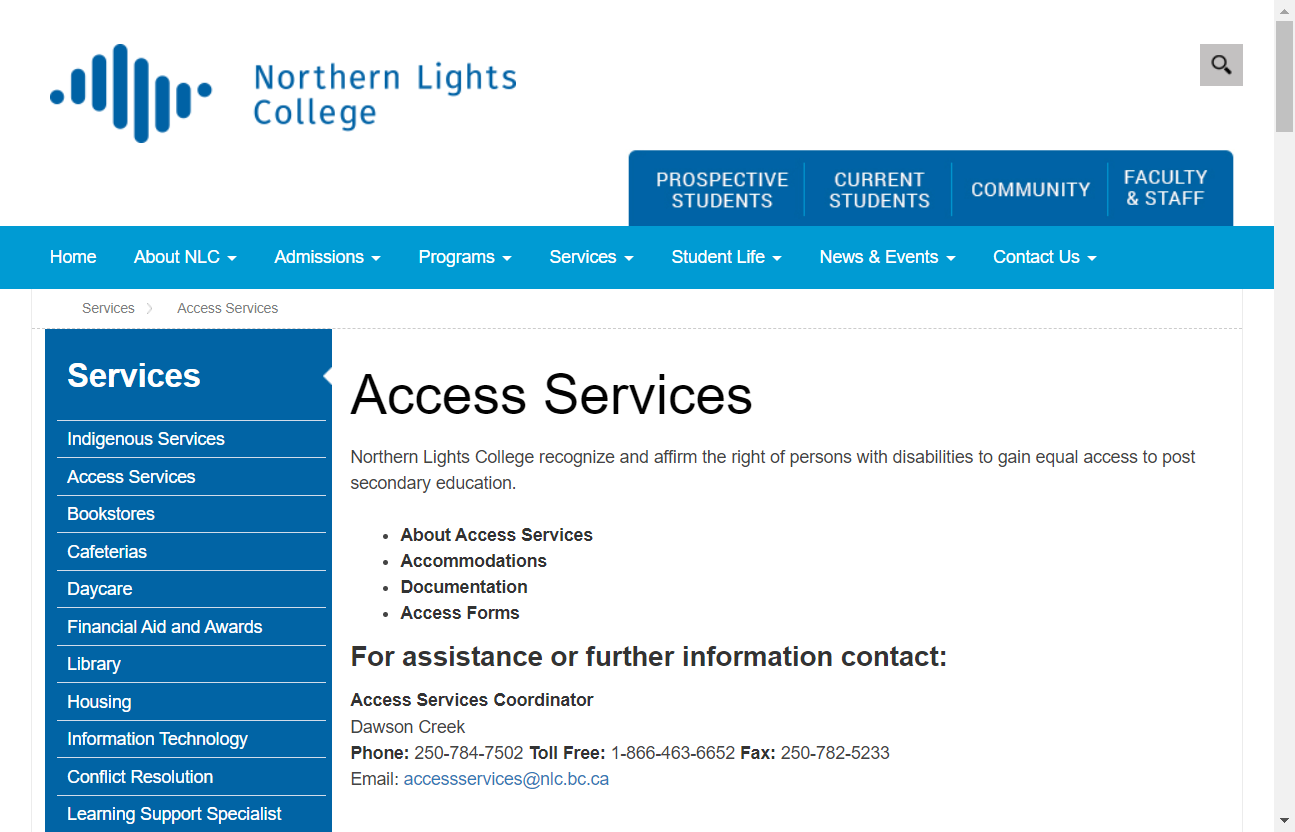 Northern Lights
College
PROSPECTIVE
STUDENTS
CURRENT
STUDENTS
COMMUNITY
FACULTY
& STAFF
Home About NLC Admissions Programs Services Student Life News & Events Contact Us
Services Access Services
Services
Indigenous Services
Access Services
Bookstores
Cafeterias
Daycare
Financial Aid and Awards
Library
Housing
Information Technology
Conflict Resolution
Learning Support Specialist
Access Services
Northern Lights College recognize and affirm the right of persons with disabilities to gain equal access to post
secondary education.
About Access Services
Accommodations
Documentation
Access Forms
For assistance or further information contact:
Access Services Coordinator
Dawson Creek
Phone: 250-784-7502 Toll Free: 1-866-463-6652 Fax: 250-782-5233
Email: accessservices@nlc.bc.ca